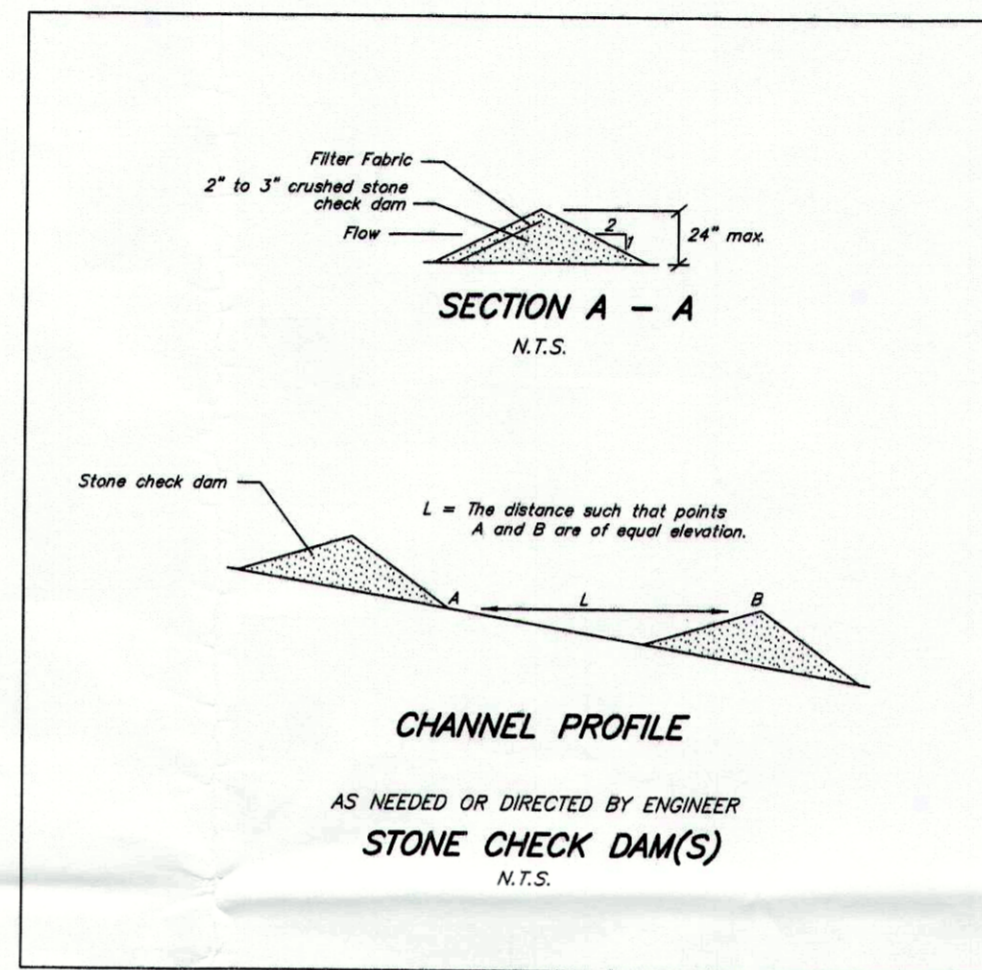 Filter Fabric
2" to 3" crushed stone
check dam
Flow
2
1
24" max.
SECTION A - A
N.T.S.
Stone check dam
L = The distance such that points
A and B are of equal elevation.
A
L
B
CHANNEL PROFILE
AS NEEDED OR DIRECTED BY ENGINEER
STONE CHECK DAM(S)
N.T.S.